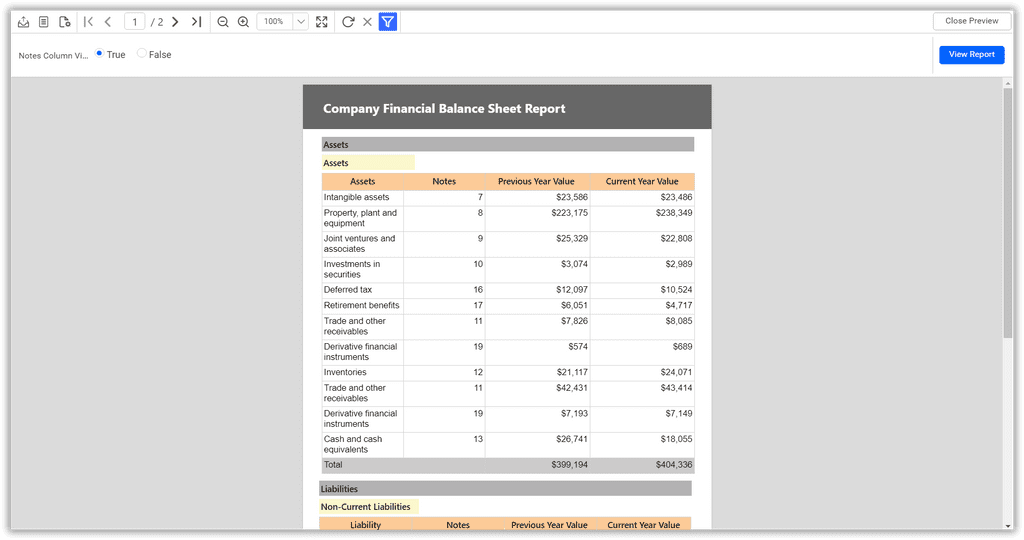 1 / 2 100% Close Preview
Notes Column Vi... True False View Report
Company Financial Balance Sheet Report
Assets
Assets
Assets Notes Previous Year Value Current Year Value
Intangible assets 7 $23,586 $23,486
Property, plant and 8 $223,175 $238,349
equipment
Joint ventures and 9 $25,329 $22,808
associates
Investments in 10 $3,074 $2,989
securities
Deferred tax 16 $12,097 $10,524
Retirement benefits 17 $6,051 $4,717
Trade and other 11 $7,826 $8,085
receivables
Derivative financial 19 $574 $689
instruments
Inventories 12 $21,117 $24,071
Trade and other 11 $42,431 $43,414
receivables
Derivative financial 19 $7,193 $7,149
instruments
Cash and cash 13 $26,741 $18,055
equivalents
Total $399,194 $404,336
Liabilities
Non-Current Liabilities
Liability Notes Previous Year Value Current Year Value